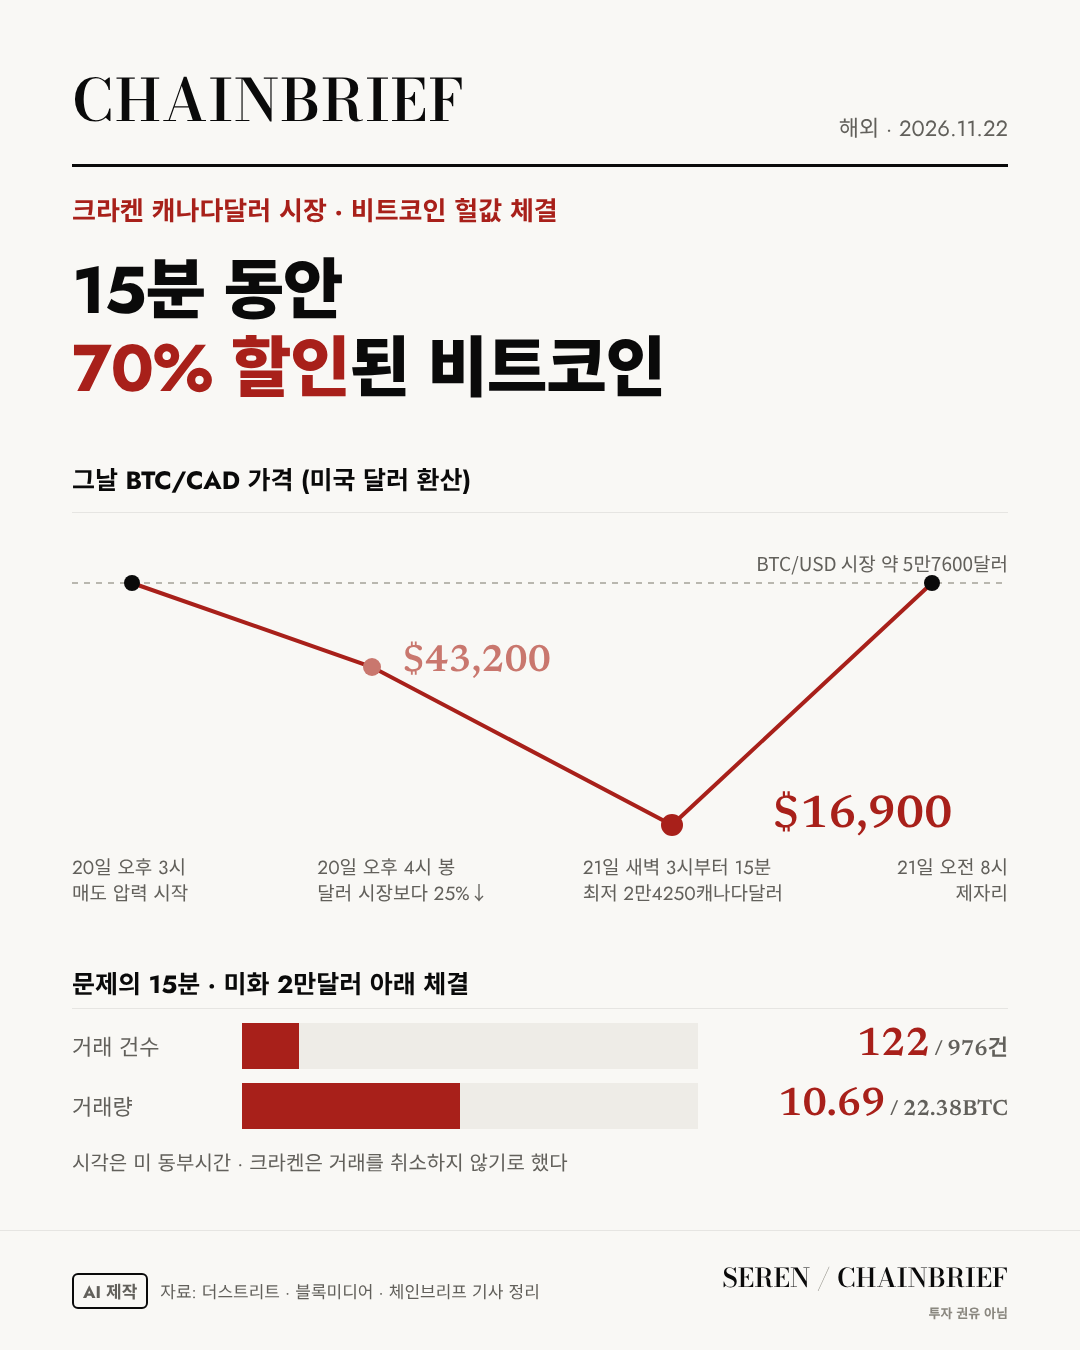 CHAINBRIEF
해외 · 2026.11.22
크라켄 캐나다달러 시장 · 비트코인 헐값 체결
15분 동안
70% 할인된 비트코인
그날 BTC/CAD 가격 (미국 달러 환산)
BTC/USD 시장 약 5만7600달러
$43,200
$16,900
20일 오후 3시
매도 압력 시작
20일 오후 4시 봉
달러 시장보다 25%↓
21일 새벽 3시부터 15분
최저 2만4250캐나다달러
21일 오전 8시
제자리
문제의 15분 · 미화 2만달러 아래 체결
거래 건수
122 / 976건
거래량
10.69 / 22.38BTC
시각은 미 동부시간 · 크라켄은 거래를 취소하지 않기로 했다
AI 제작
자료: 더스트리트 · 블록미디어 · 체인브리프 기사 정리
SEREN / CHAINBRIEF
투자 권유 아님